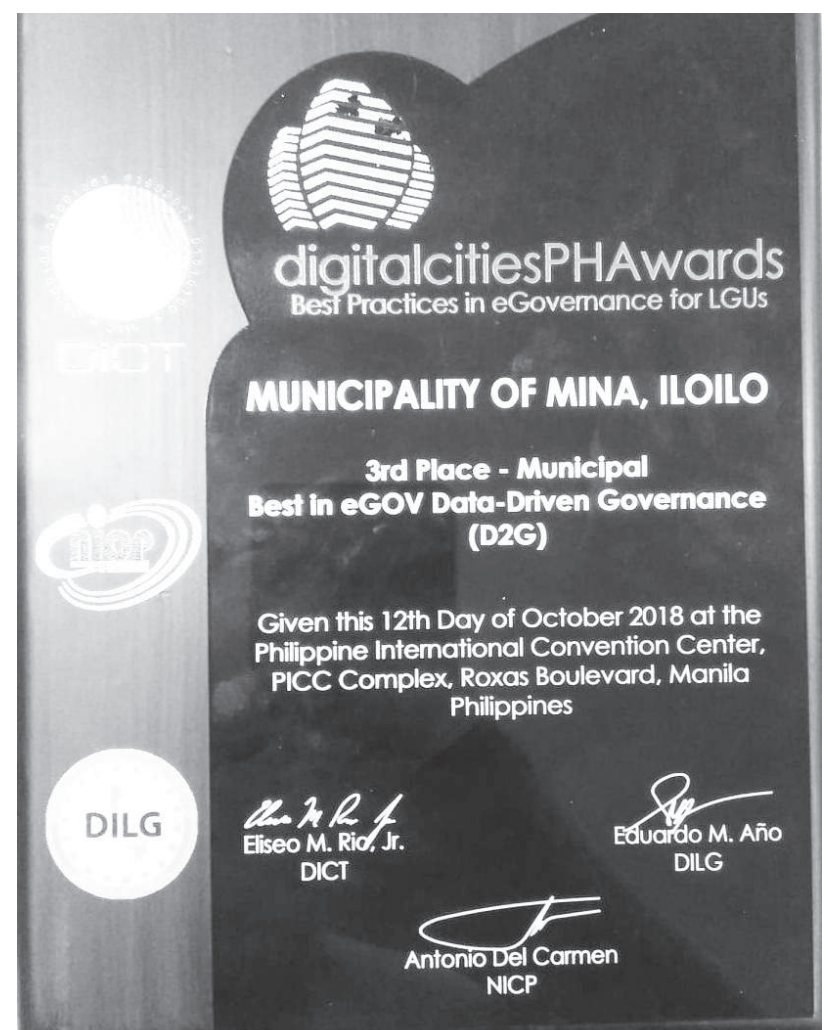 digitalcitiesPHAwards
Best Practices in eGovernance for LGUs
DICT
MUNICIPALITY OF MINA, ILOILO
3rd Place - Municipal
Best in eGOV Data-Driven Governance
(D2G)
nicp
Given this 12th Day of October 2018 at the
Philippine International Convention Center,
PICC Complex, Roxas Boulevard, Manila
Philippines
DILG
Eliseo M. Rio, Jr.
DICT
Eduardo M. Año
DILG
Antonio Del Carmen
NICP